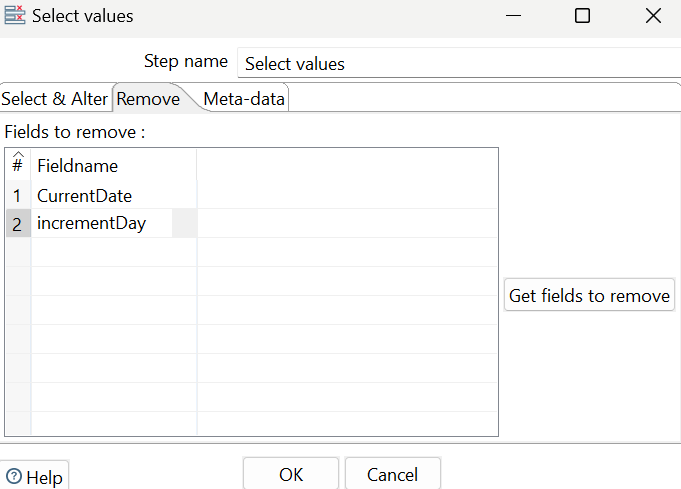 Select values
Step name Select values
Select & Alter Remove Meta-data
Fields to remove :
# Fieldname
1 CurrentDate
2 incrementDay
Get fields to remove
Help OK Cancel